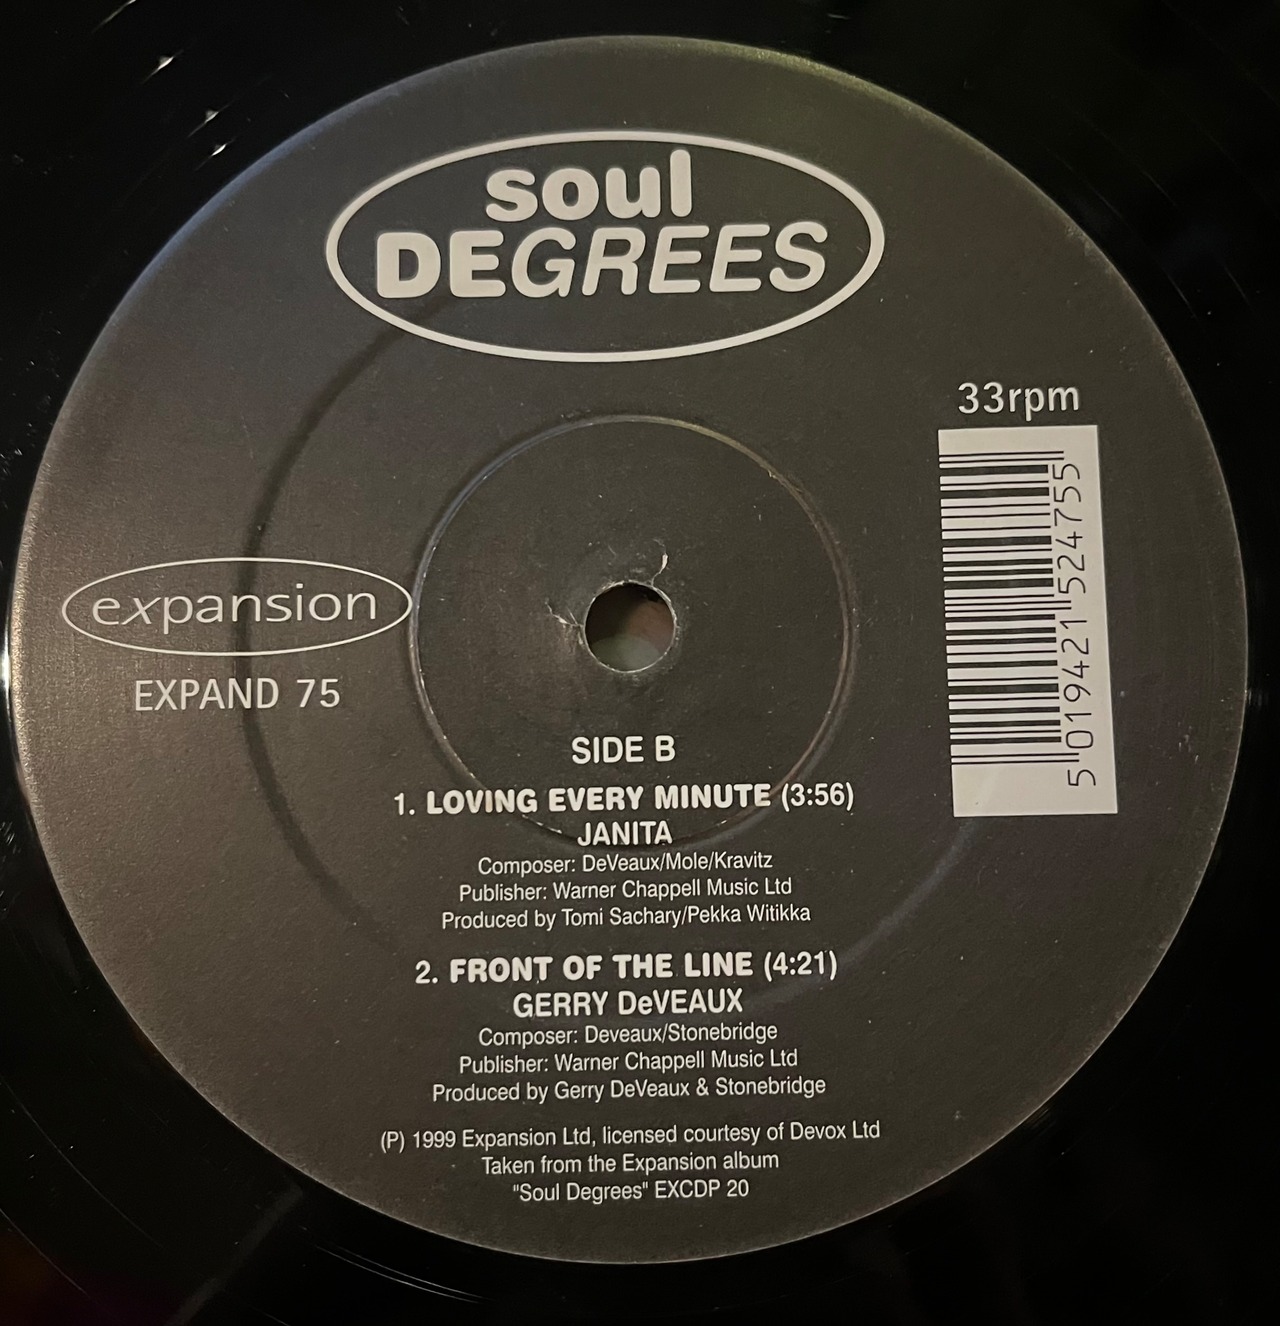 soul
DEGREES
33rpm
5 019421 524755
expansion
EXPAND 75
SIDE B
1. LOVING EVERY MINUTE (3:56)
JANITA
Composer: DeVeaux/Mole/Kravitz
Publisher: Warner Chappell Music Ltd
Produced by Tomi Sachary/Pekka Witikka
2. FRONT OF THE LINE (4:21)
GERRY DeVEAUX
Composer: Deveaux/Stonebridge
Publisher: Warner Chappell Music Ltd
Produced by Gerry DeVeaux & Stonebridge
(P) 1999 Expansion Ltd, licensed courtesy of Devox Ltd
Taken from the Expansion album
"Soul Degrees" EXCDP 20